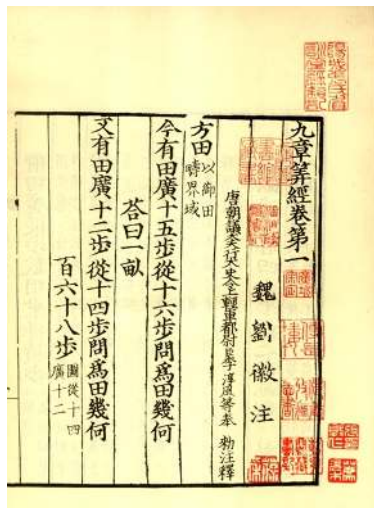 九章筭經卷第一
魏劉徽注
唐朝議大夫行太史令上輕車都尉臣李淳風等奉勑注釋
方田以御田疇界域
今有田廣十五步從十六步問爲田幾何
荅曰一畝
又有田廣十二步從十四步問爲田幾何
百六十八步圖從十四廣十二